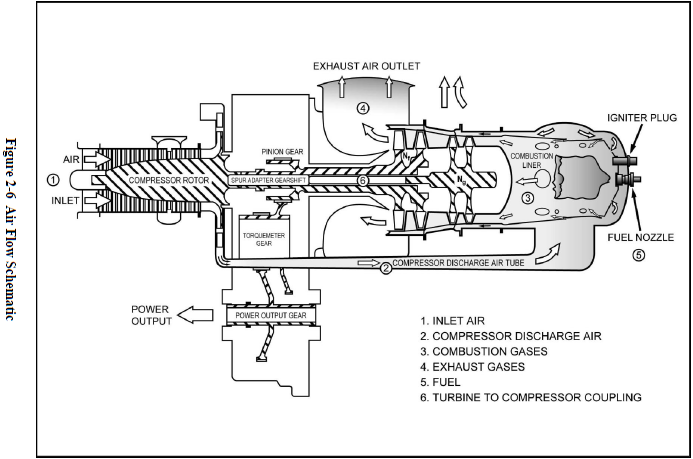 Figure 2-6 Air Flow Schematic
EXHAUST AIR OUTLET
4
IGNITER PLUG
PINION GEAR
AIR
1
INLET
COMPRESSOR ROTOR
SPUR ADAPTER GEARSHIFT
6
Nf
Ng
COMBUSTION
LINER
3
FUEL NOZZLE
5
TORQUEMETER
GEAR
2
COMPRESSOR DISCHARGE AIR TUBE
POWER
OUTPUT
POWER OUTPUT GEAR
1. INLET AIR
2. COMPRESSOR DISCHARGE AIR
3. COMBUSTION GASES
4. EXHAUST GASES
5. FUEL
6. TURBINE TO COMPRESSOR COUPLING